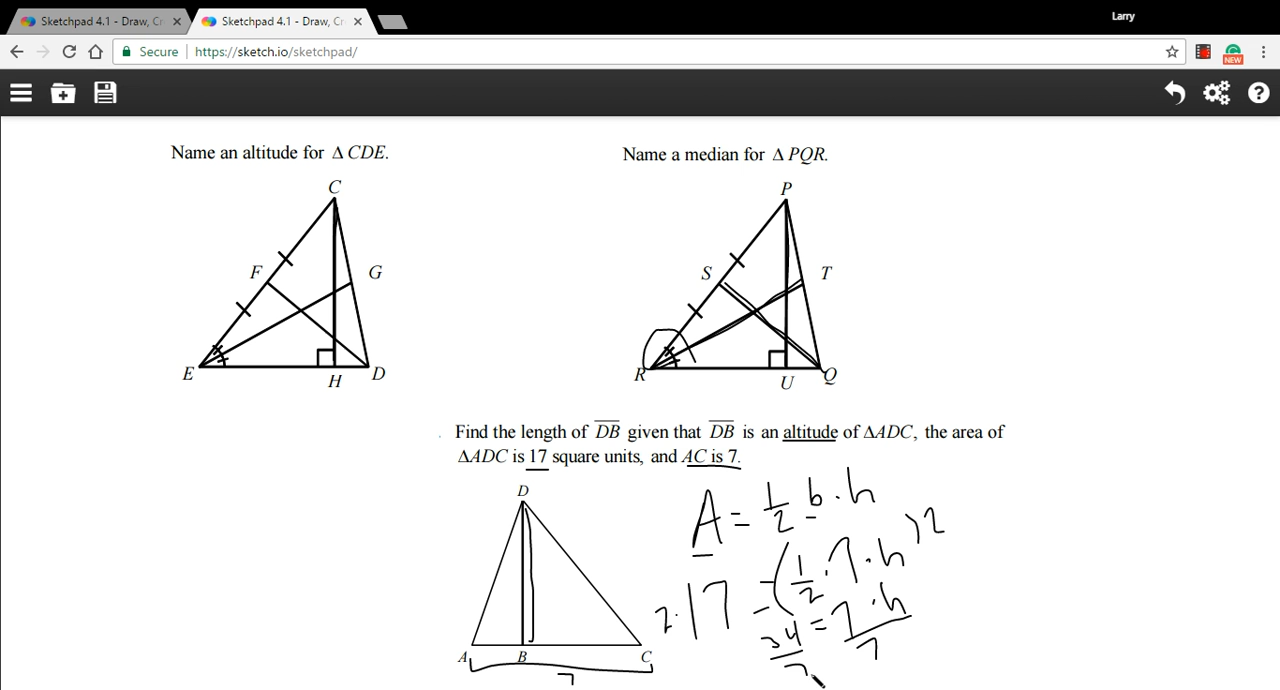 Larry
Sketchpad 4.1 - Draw, Cr
Sketchpad 4.1 - Draw, Cr
Secure
https://sketch.io/sketchpad/
NEW
Name an altitude for Δ CDE.
Name a median for Δ PQR.
C
P
F
G
S
T
E
H
D
R
U
Q
Find the length of DB given that DB is an altitude of ΔADC, the area of
ΔADC is 17 square units, and AC is 7.
D
A
B
C
7
A = 1/2 b · h
2 · 17 = (1/2 · 7 · h)2
34/7 = 7 · h/7